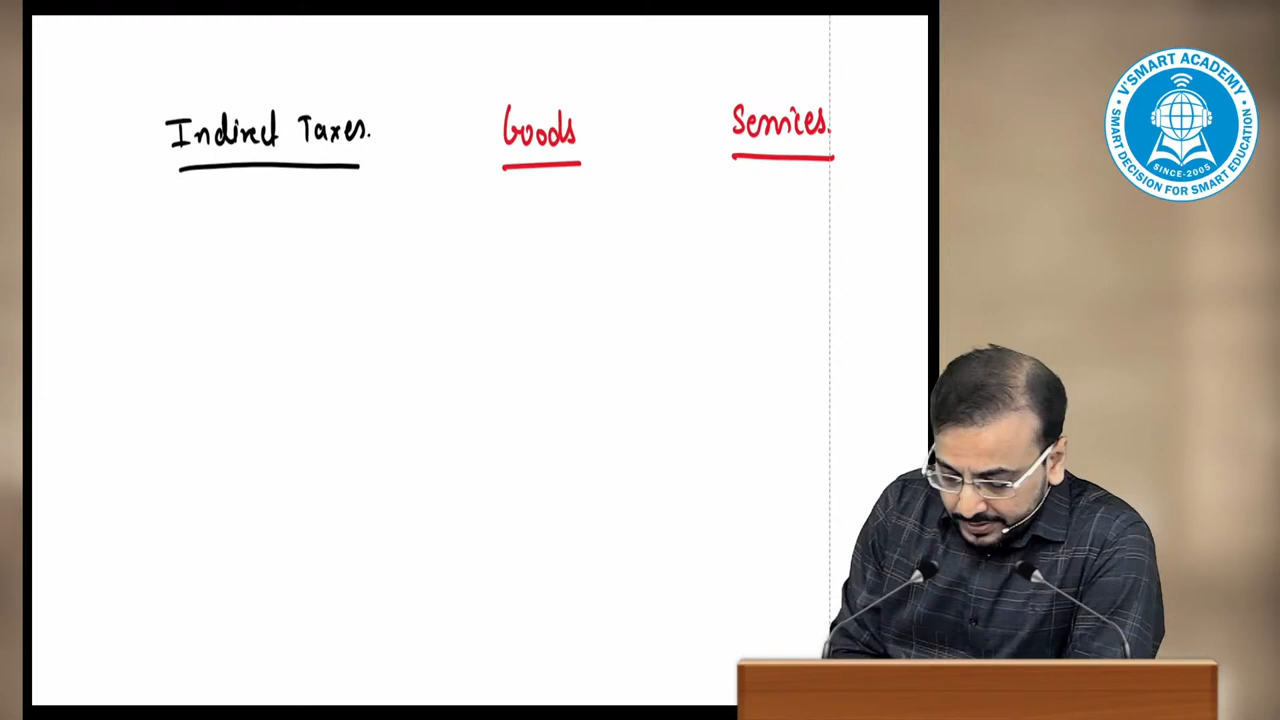 Indirect Taxes. Goods Services.
V'SMART ACADEMY
SINCE-2005
SMART DECISION FOR SMART EDUCATION